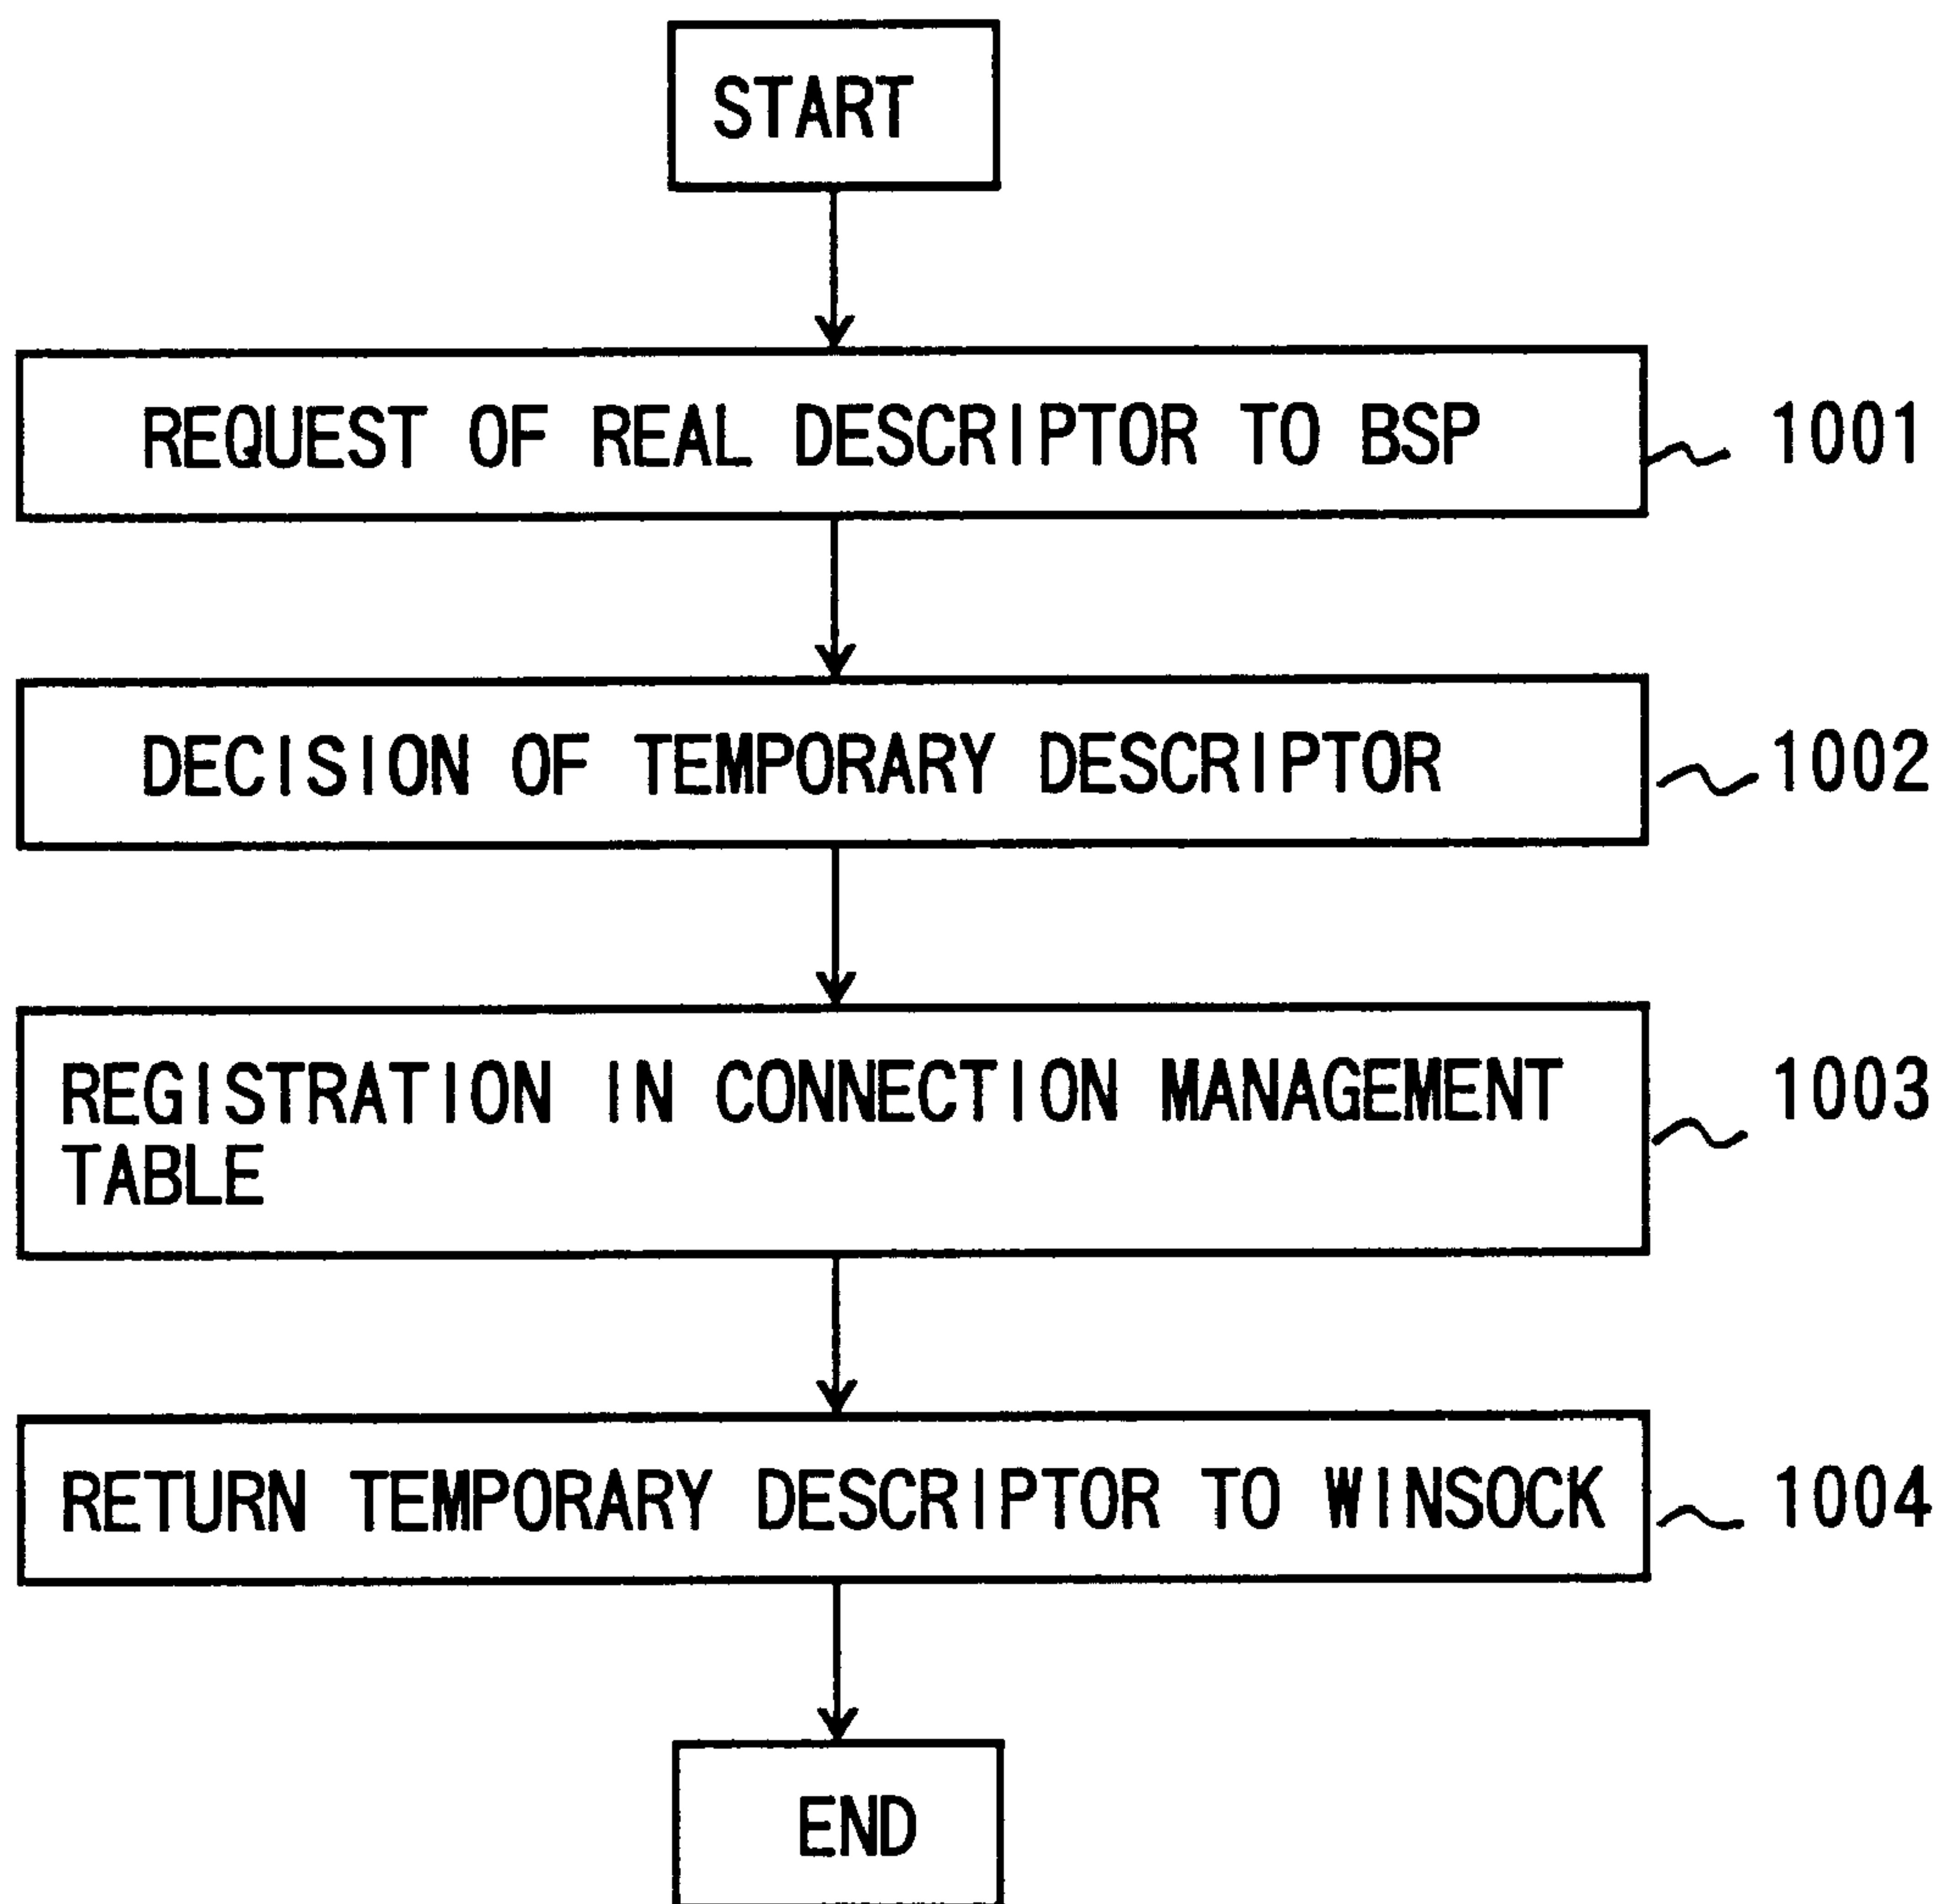 START
REQUEST OF REAL DESCRIPTOR TO BSP
1001
DECISION OF TEMPORARY DESCRIPTOR
1002
REGISTRATION IN CONNECTION MANAGEMENT
TABLE
1003
RETURN TEMPORARY DESCRIPTOR TO WINSOCK
1004
END